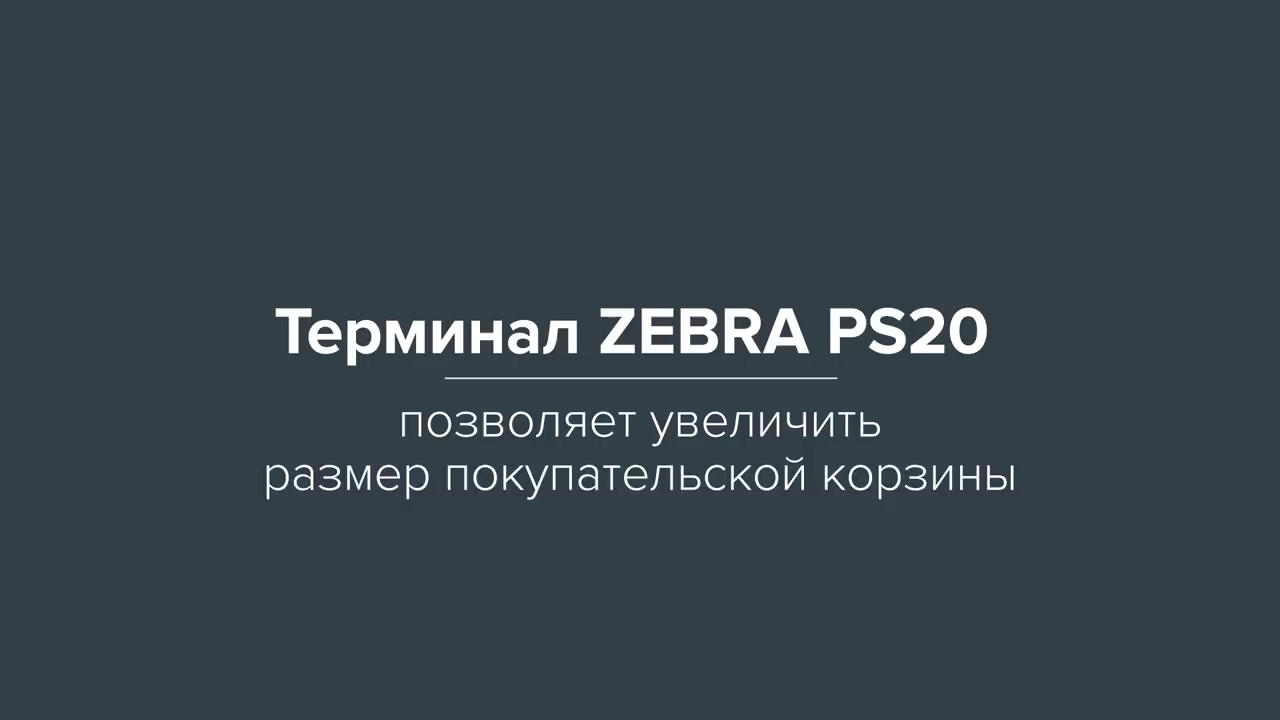 Терминал ZEBRA PS20
позволяет увеличить
размер покупательской корзины